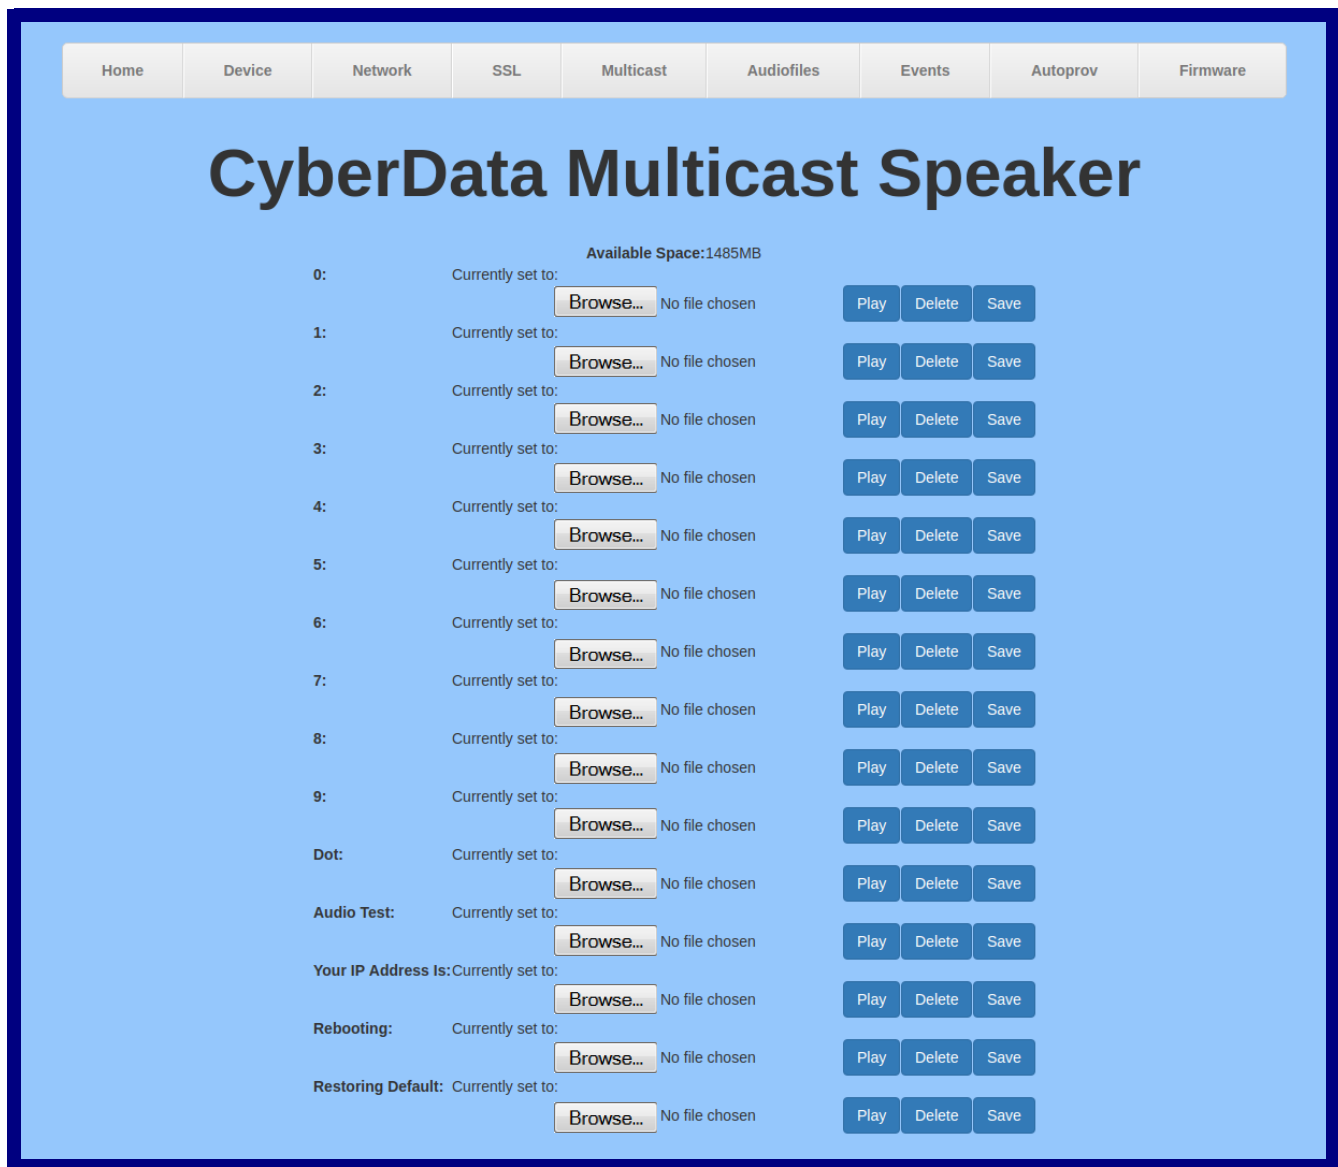 Home Device Network SSL Multicast Audiofiles Events Autoprov Firmware
CyberData Multicast Speaker
Available Space:1485MB
0: Currently set to:
Browse... No file chosen Play Delete Save
1: Currently set to:
Browse... No file chosen Play Delete Save
2: Currently set to:
Browse... No file chosen Play Delete Save
3: Currently set to:
Browse... No file chosen Play Delete Save
4: Currently set to:
Browse... No file chosen Play Delete Save
5: Currently set to:
Browse... No file chosen Play Delete Save
6: Currently set to:
Browse... No file chosen Play Delete Save
7: Currently set to:
Browse... No file chosen Play Delete Save
8: Currently set to:
Browse... No file chosen Play Delete Save
9: Currently set to:
Browse... No file chosen Play Delete Save
Dot: Currently set to:
Browse... No file chosen Play Delete Save
Audio Test: Currently set to:
Browse... No file chosen Play Delete Save
Your IP Address Is: Currently set to:
Browse... No file chosen Play Delete Save
Rebooting: Currently set to:
Browse... No file chosen Play Delete Save
Restoring Default: Currently set to:
Browse... No file chosen Play Delete Save